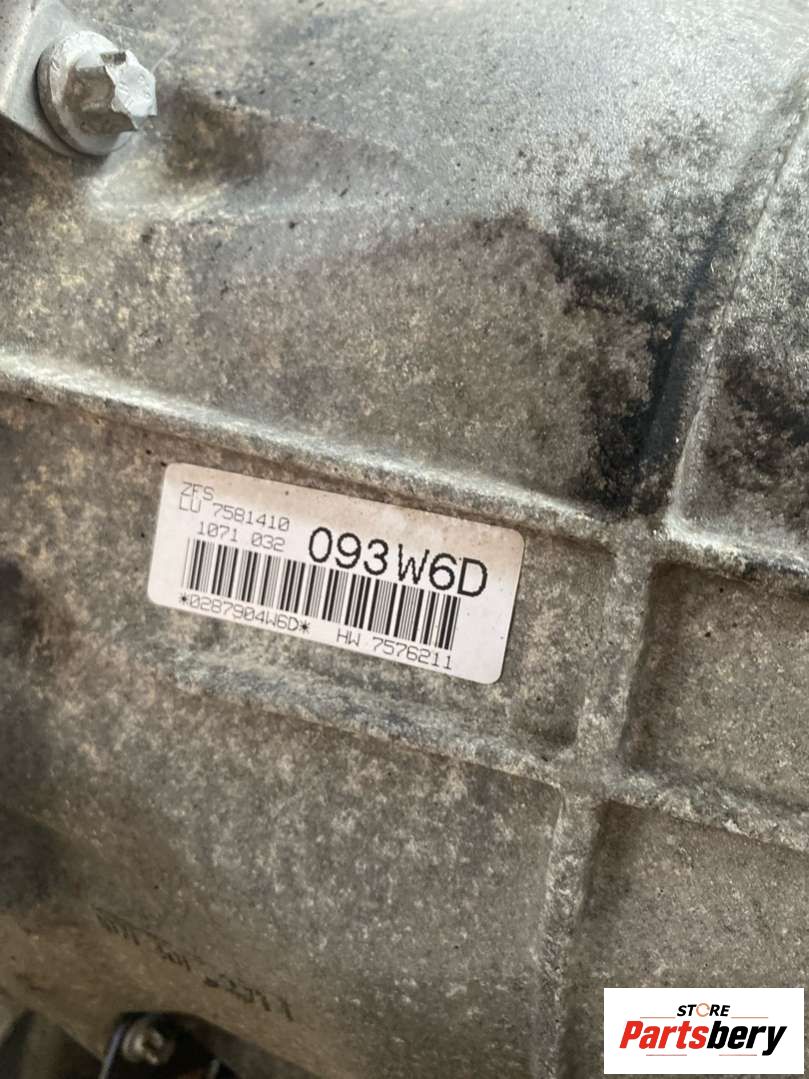 ZFS
LU 7581410
1071 032 093W6D
*0287904W6D* HW 7576211
STORE
Partsbery